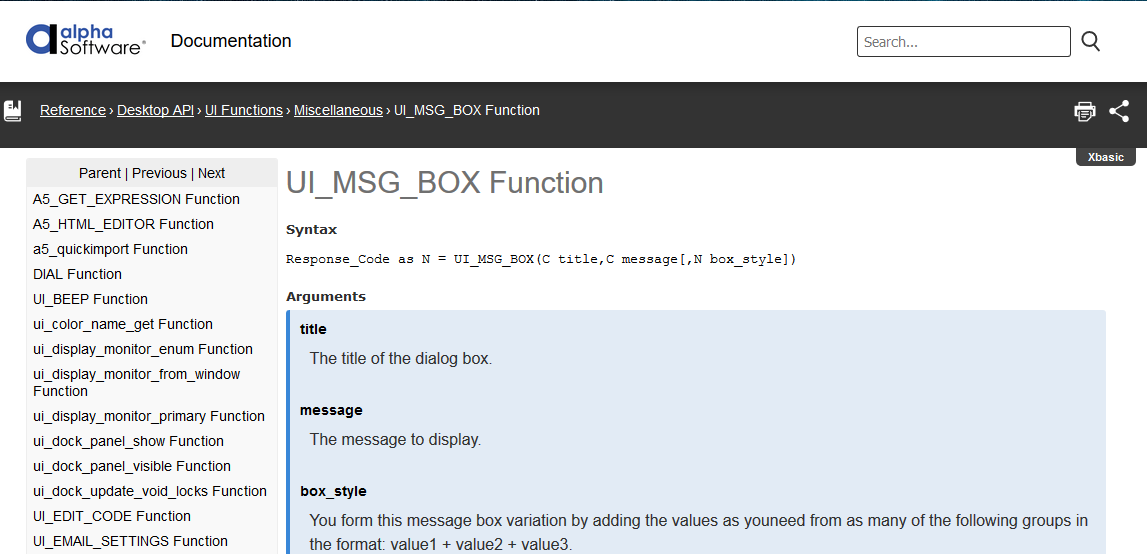 alpha
Software®
Documentation
Search...
Reference › Desktop API › UI Functions › Miscellaneous › UI_MSG_BOX Function
Xbasic
Parent | Previous | Next
A5_GET_EXPRESSION Function
A5_HTML_EDITOR Function
a5_quickimport Function
DIAL Function
UI_BEEP Function
ui_color_name_get Function
ui_display_monitor_enum Function
ui_display_monitor_from_window
Function
ui_display_monitor_primary Function
ui_dock_panel_show Function
ui_dock_panel_visible Function
ui_dock_update_void_locks Function
UI_EDIT_CODE Function
UI_EMAIL_SETTINGS Function
UI_MSG_BOX Function
Syntax
Response_Code as N = UI_MSG_BOX(C title,C message[,N box_style])
Arguments
title
The title of the dialog box.
message
The message to display.
box_style
You form this message box variation by adding the values as youneed from as many of the following groups in
the format: value1 + value2 + value3.